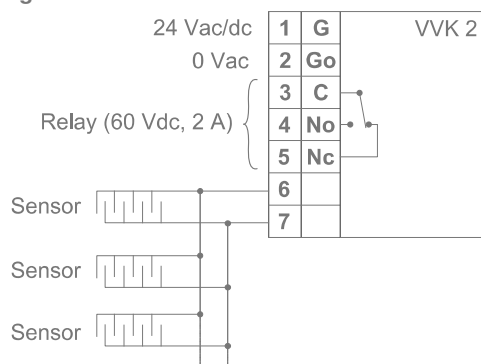 24 Vac/dc 1 G VVK 2
0 Vac 2 Go
3 C
Relay (60 Vdc, 2 A) 4 No
5 Nc
6
Sensor
7
Sensor
Sensor